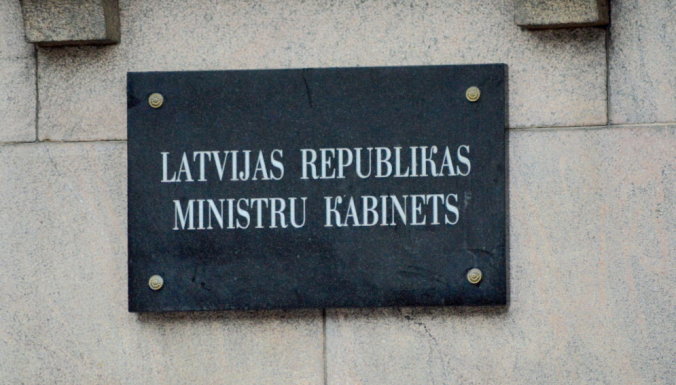 LATVIJAS REPUBLIKAS
MINISTRU KABINETS